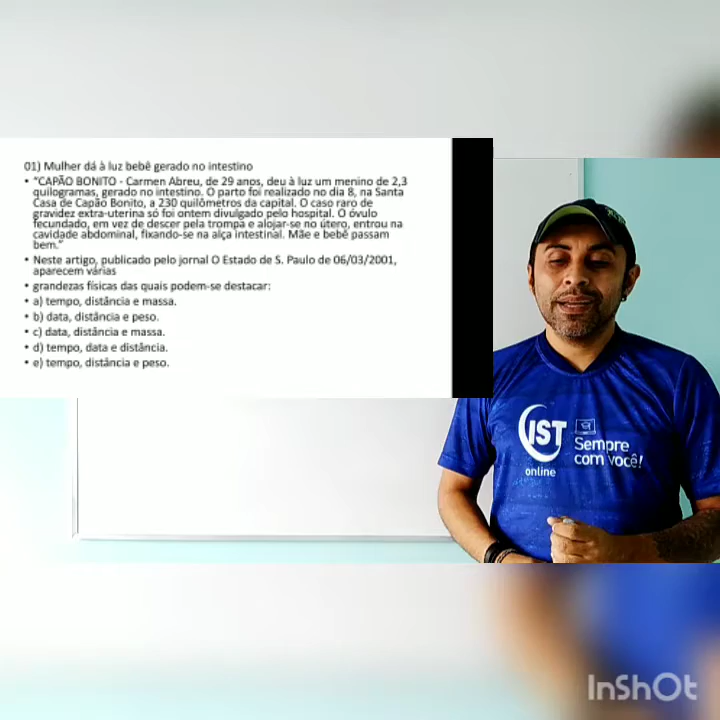 01) Mulher dá à luz bebê gerado no intestino
• "CAPÃO BONITO - Carmen Abreu, de 29 anos, deu à luz um menino de 2,3
quilogramas, gerado no intestino. O parto foi realizado no dia 8, na Santa
Casa de Capão Bonito, a 230 quilômetros da capital. O caso raro de
gravidez extra-uterina só foi ontem divulgado pelo hospital. O óvulo
fecundado, em vez de descer pela trompa e alojar-se no útero, entrou na
cavidade abdominal, fixando-se na alça intestinal. Mãe e bebê passam
bem."
• Neste artigo, publicado pelo jornal O Estado de S. Paulo de 06/03/2001,
aparecem várias
• grandezas físicas das quais podem-se destacar:
• a) tempo, distância e massa.
• b) data, distância e peso.
• c) data, distância e massa.
• d) tempo, data e distância.
• e) tempo, distância e peso.
IST
online
Sempre
com você!
InShOt